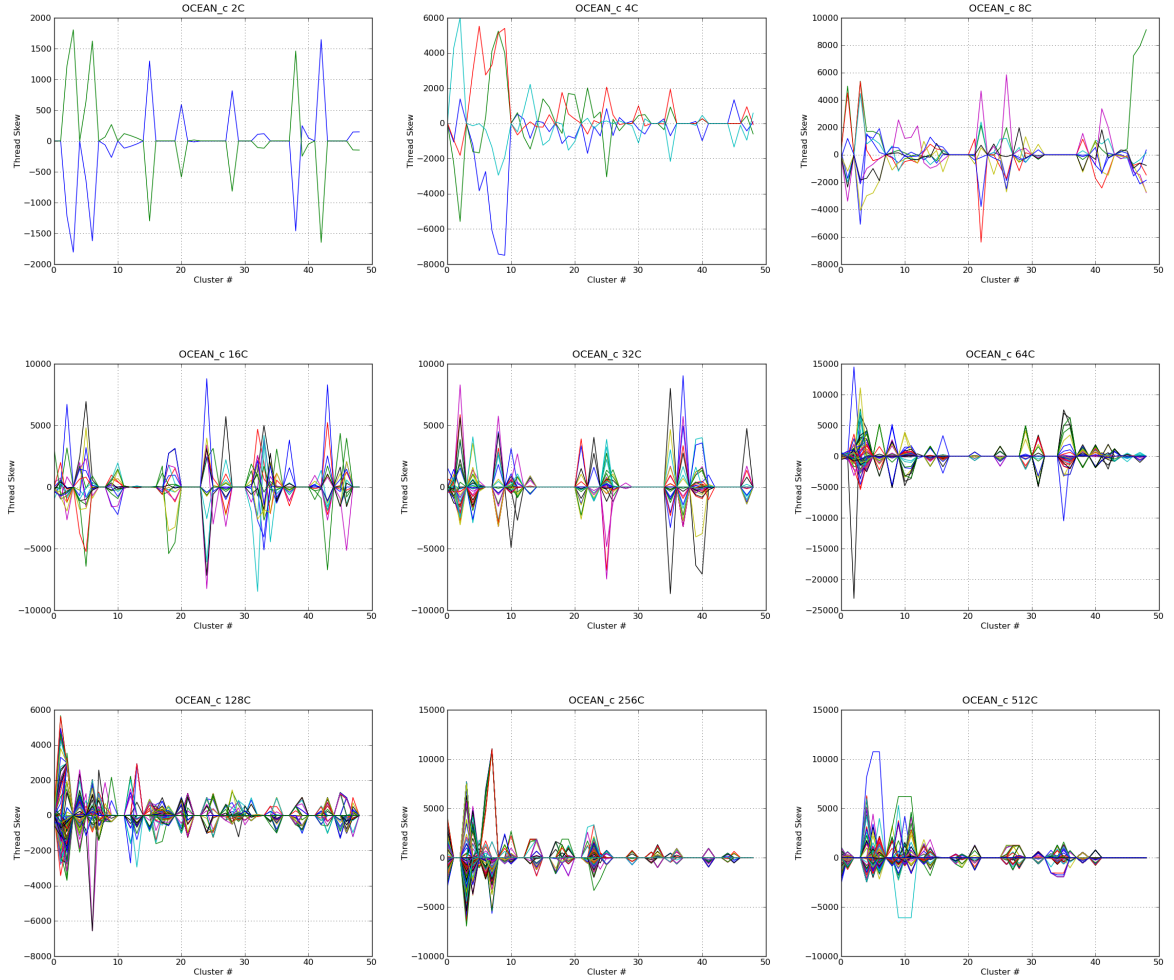 OCEAN_c 2C
2000
1500
1000
500
0
−500
−1000
−1500
−2000
Thread Skew
0 10 20 30 40 50
Cluster #
OCEAN_c 4C
6000
4000
2000
0
−2000
−4000
−6000
−8000
Thread Skew
0 10 20 30 40 50
Cluster #
OCEAN_c 8C
10000
8000
6000
4000
2000
0
−2000
−4000
−6000
−8000
Thread Skew
0 10 20 30 40 50
Cluster #
OCEAN_c 16C
10000
5000
0
−5000
−10000
Thread Skew
0 10 20 30 40 50
Cluster #
OCEAN_c 32C
10000
5000
0
−5000
−10000
Thread Skew
0 10 20 30 40 50
Cluster #
OCEAN_c 64C
15000
10000
5000
0
−5000
−10000
−15000
−20000
−25000
Thread Skew
0 10 20 30 40 50
Cluster #
OCEAN_c 128C
6000
4000
2000
0
−2000
−4000
−6000
−8000
Thread Skew
0 10 20 30 40 50
Cluster #
OCEAN_c 256C
15000
10000
5000
0
−5000
−10000
Thread Skew
0 10 20 30 40 50
Cluster #
OCEAN_c 512C
15000
10000
5000
0
−5000
−10000
Thread Skew
0 10 20 30 40 50
Cluster #